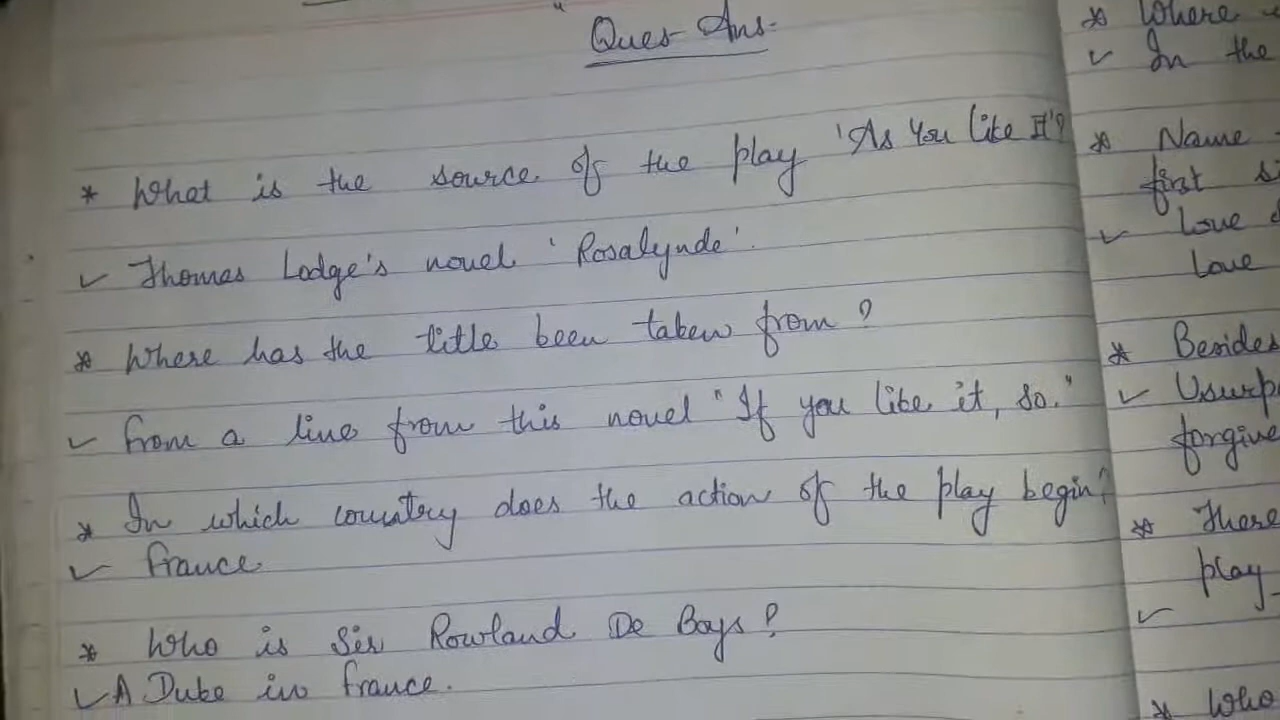 Ques Ans.
* What is the source of the play 'As You like It'?
✓ Thomas Lodge's novel 'Rosalynde'.
* Where has the title been taken from?
✓ from a line from this novel "If you like it, so."
* In which country does the action of the play begin?
✓ France
* Who is Sir Rowland De Boys?
✓ A Duke in France.
* Where
✓ In the
* Name
first
✓ Love
Love
* Besides
✓ Usurp
forgive
* There
play
✓
* Who